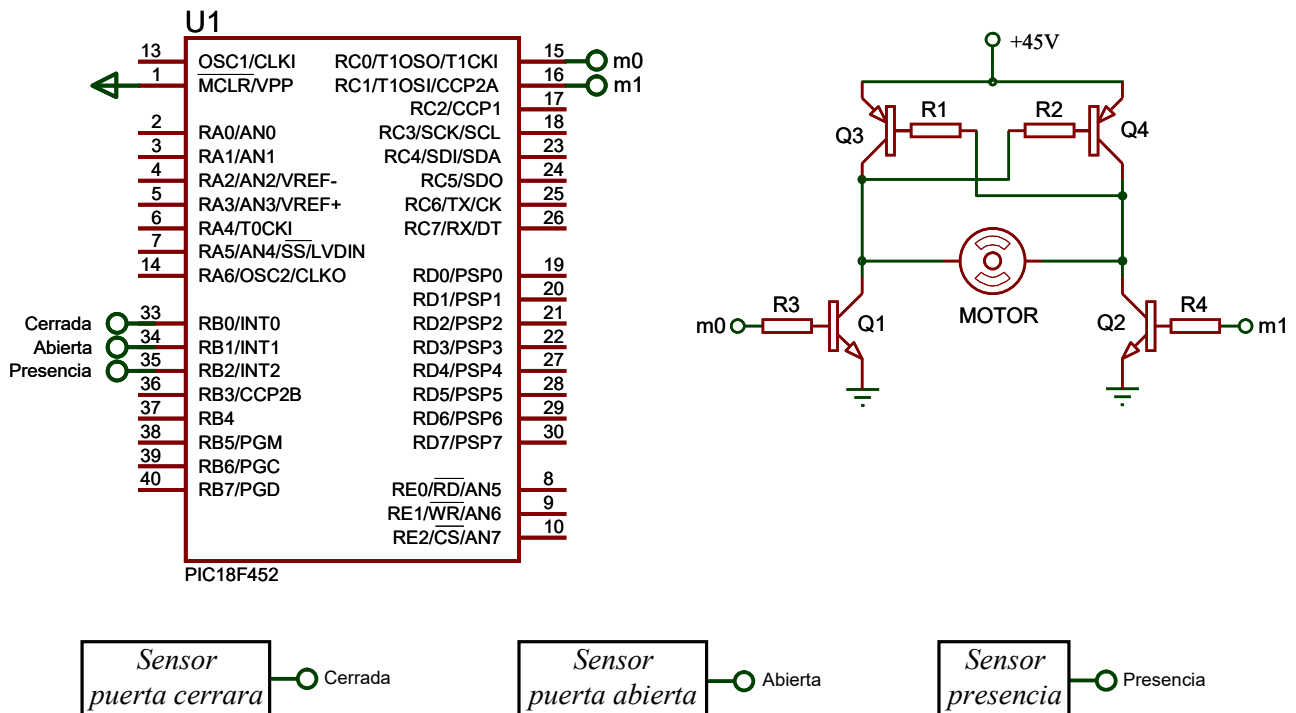 U1
13 OSC1/CLKI
1 MCLR/VPP
2 RA0/AN0
3 RA1/AN1
4 RA2/AN2/VREF-
5 RA3/AN3/VREF+
6 RA4/T0CKI
7 RA5/AN4/SS/LVDIN
14 RA6/OSC2/CLKO
Cerrada 33 RB0/INT0
Abierta 34 RB1/INT1
Presencia 35 RB2/INT2
36 RB3/CCP2B
37 RB4
38 RB5/PGM
39 RB6/PGC
40 RB7/PGD
RC0/T1OSO/T1CKI 15 m0
RC1/T1OSI/CCP2A 16 m1
RC2/CCP1 17
RC3/SCK/SCL 18
RC4/SDI/SDA 23
RC5/SDO 24
RC6/TX/CK 25
RC7/RX/DT 26
RD0/PSP0 19
RD1/PSP1 20
RD2/PSP2 21
RD3/PSP3 22
RD4/PSP4 27
RD5/PSP5 28
RD6/PSP6 29
RD7/PSP7 30
RE0/RD/AN5 8
RE1/WR/AN6 9
RE2/CS/AN7 10
PIC18F452
+45V
Q3 R1 R2 Q4
MOTOR
m0 R3 Q1 Q2 R4 m1
Sensor
puerta cerrara
Cerrada
Sensor
puerta abierta
Abierta
Sensor
presencia
Presencia